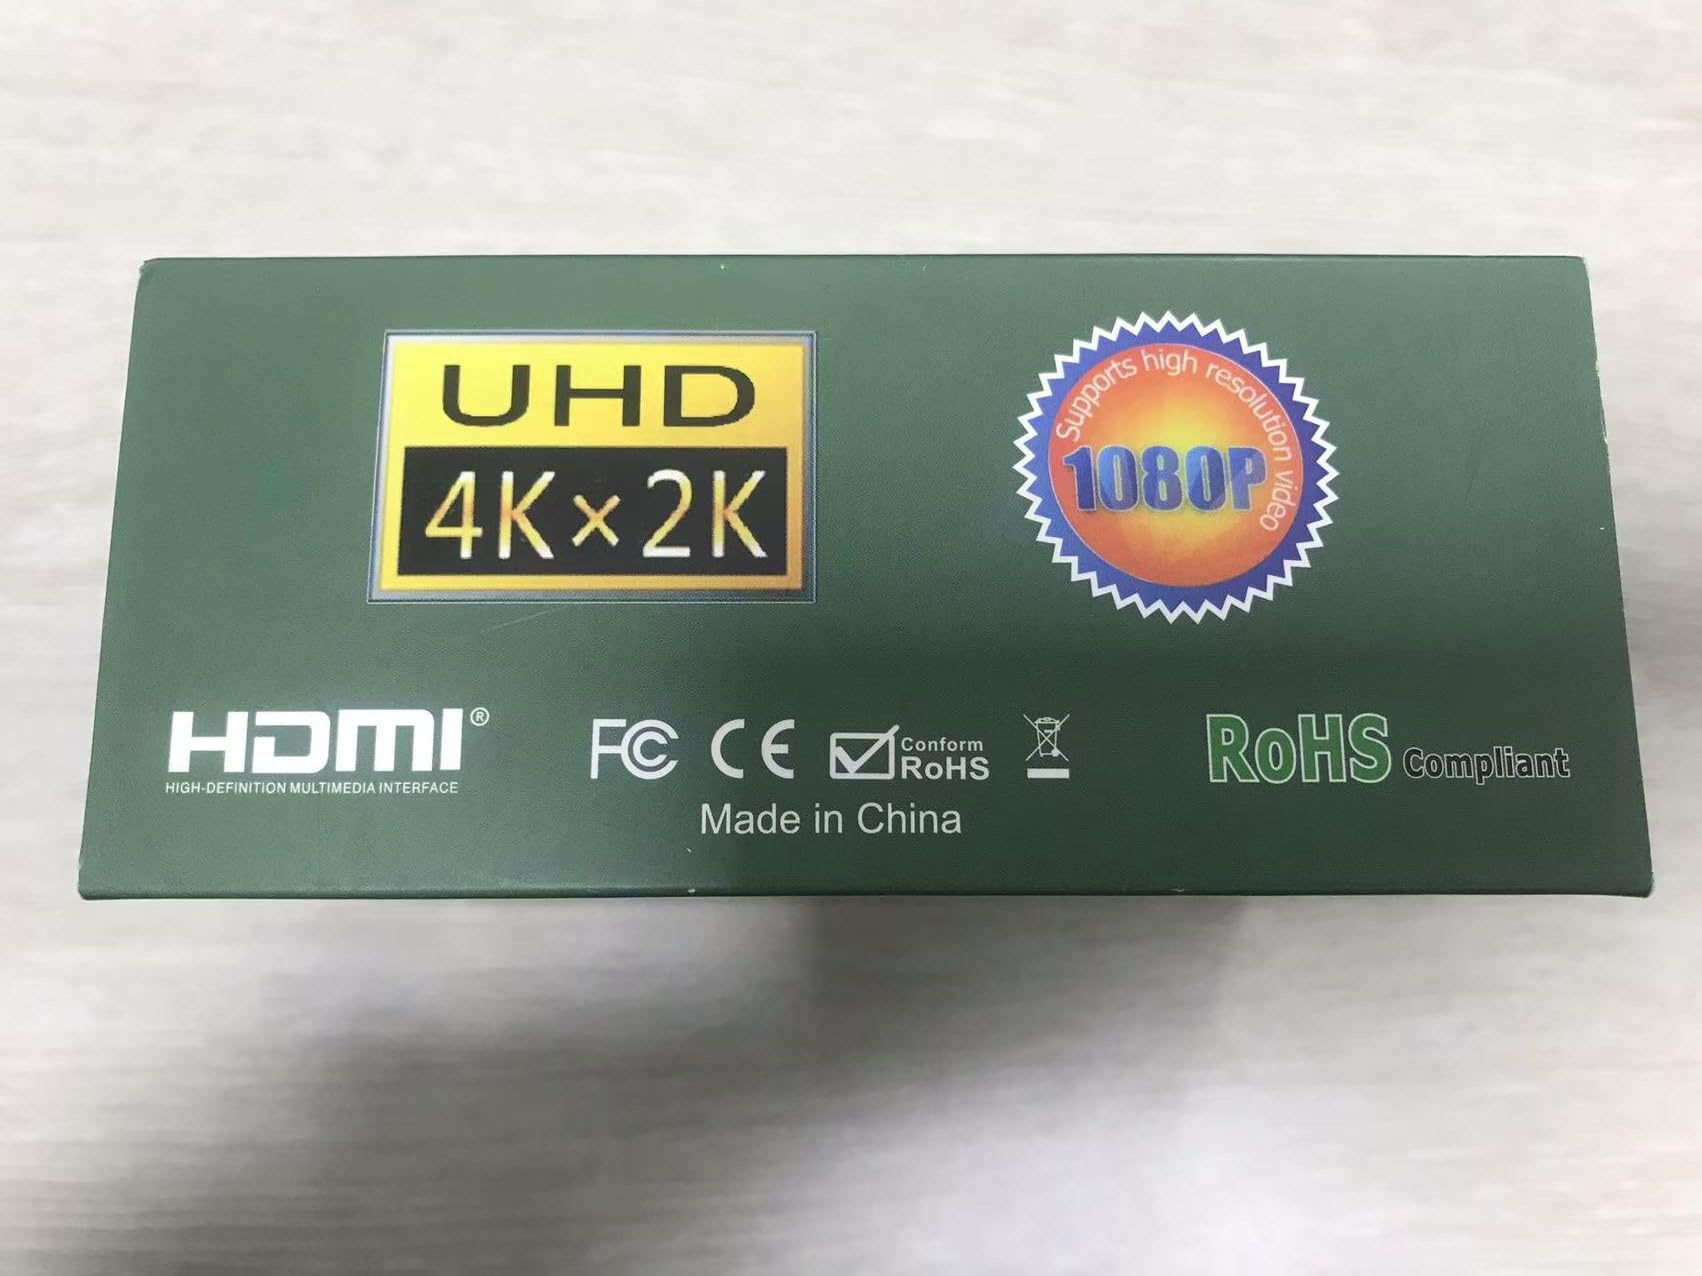 UHD
4K×2K
Supports high resolution video
1080P
HDMI®
HIGH-DEFINITION MULTIMEDIA INTERFACE
FC CE Conform
RoHS
RoHS Compliant
Made in China